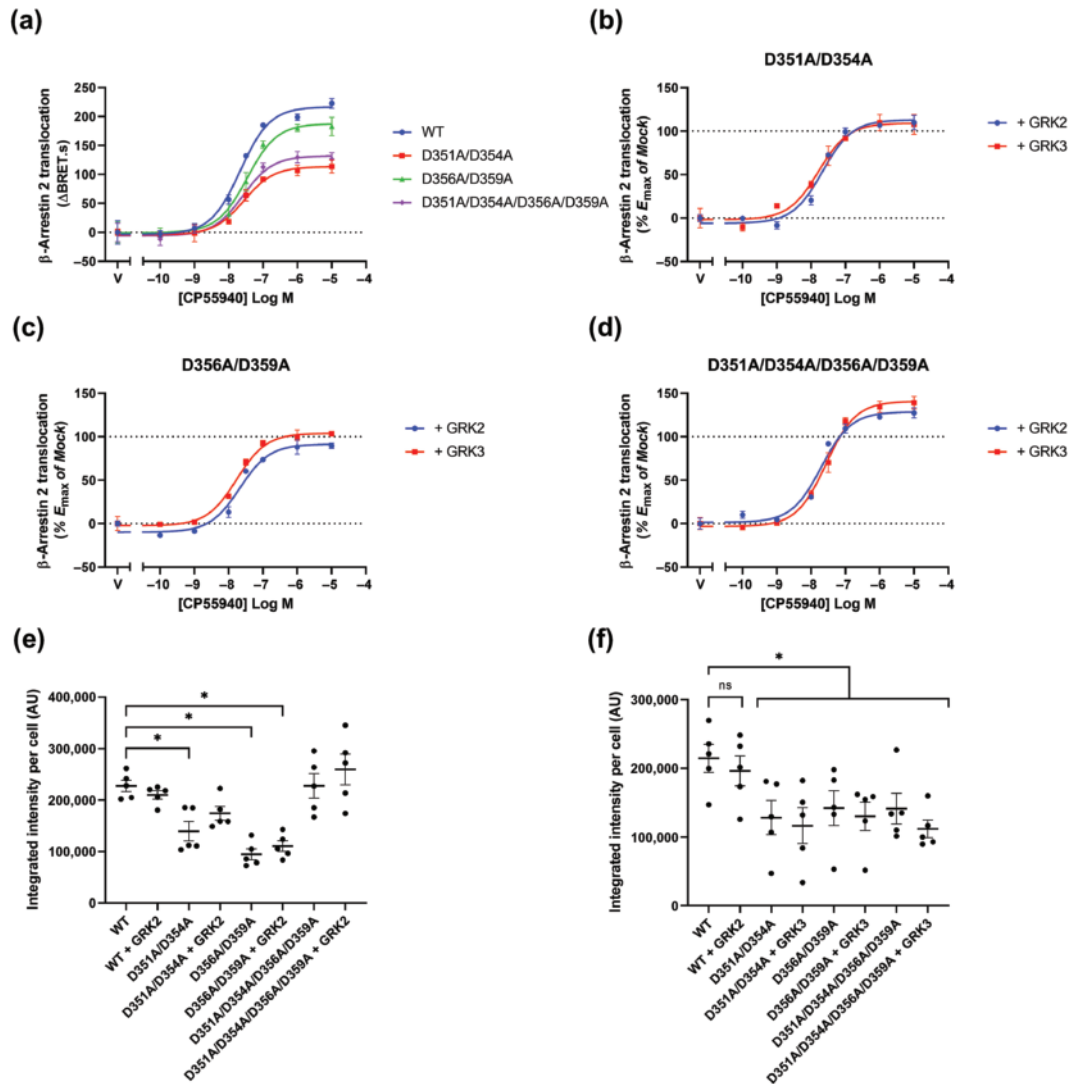 (a)
β-Arrestin 2 translocation
(ΔBRET.s)
250
200
150
100
50
0
−50
V
−10
−9
−8
−7
−6
−5
−4
[CP55940] Log M
WT
D351A/D354A
D356A/D359A
D351A/D354A/D356A/D359A
(b)
D351A/D354A
β-Arrestin 2 translocation
(% Emax of Mock)
150
100
50
0
−50
V
−10
−9
−8
−7
−6
−5
−4
[CP55940] Log M
+ GRK2
+ GRK3
(c)
D356A/D359A
β-Arrestin 2 translocation
(% Emax of Mock)
150
100
50
0
−50
V
−10
−9
−8
−7
−6
−5
−4
[CP55940] Log M
+ GRK2
+ GRK3
(d)
D351A/D354A/D356A/D359A
β-Arrestin 2 translocation
(% Emax of Mock)
150
100
50
0
−50
V
−10
−9
−8
−7
−6
−5
−4
[CP55940] Log M
+ GRK2
+ GRK3
(e)
Integrated intensity per cell (AU)
400,000
300,000
200,000
100,000
0
*
*
*
WT
WT + GRK2
D351A/D354A
D351A/D354A + GRK2
D356A/D359A
D356A/D359A + GRK2
D351A/D354A/D356A/D359A
D351A/D354A/D356A/D359A + GRK2
(f)
Integrated intensity per cell (AU)
300,000
200,000
100,000
0
*
ns
WT
WT + GRK2
D351A/D354A
D351A/D354A + GRK3
D356A/D359A
D356A/D359A + GRK3
D351A/D354A/D356A/D359A
D351A/D354A/D356A/D359A + GRK3